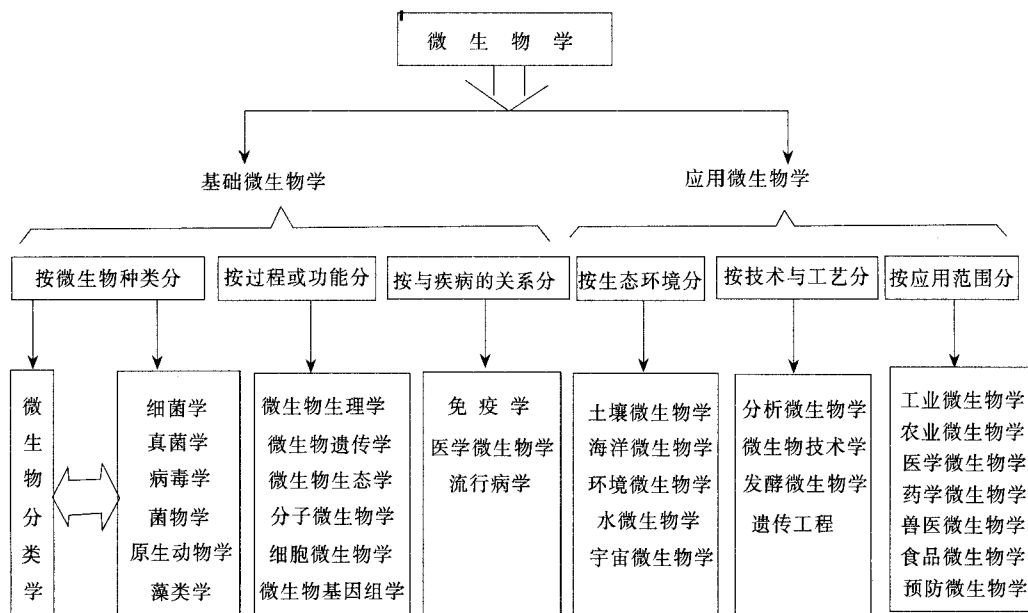 微生物学
基础微生物学
应用微生物学
按微生物种类分
按过程或功能分
按与疾病的关系分
按生态环境分
按技术与工艺分
按应用范围分
微生物分类学
细菌学
真菌学
病毒学
菌物学
原生动物学
藻类学
微生物生理学
微生物遗传学
微生物生态学
分子微生物学
细胞微生物学
微生物基因组学
免疫学
医学微生物学
流行病学
土壤微生物学
海洋微生物学
环境微生物学
水微生物学
宇宙微生物学
分析微生物学
微生物技术学
发酵微生物学
遗传工程
工业微生物学
农业微生物学
医学微生物学
药学微生物学
兽医微生物学
食品微生物学
预防微生物学